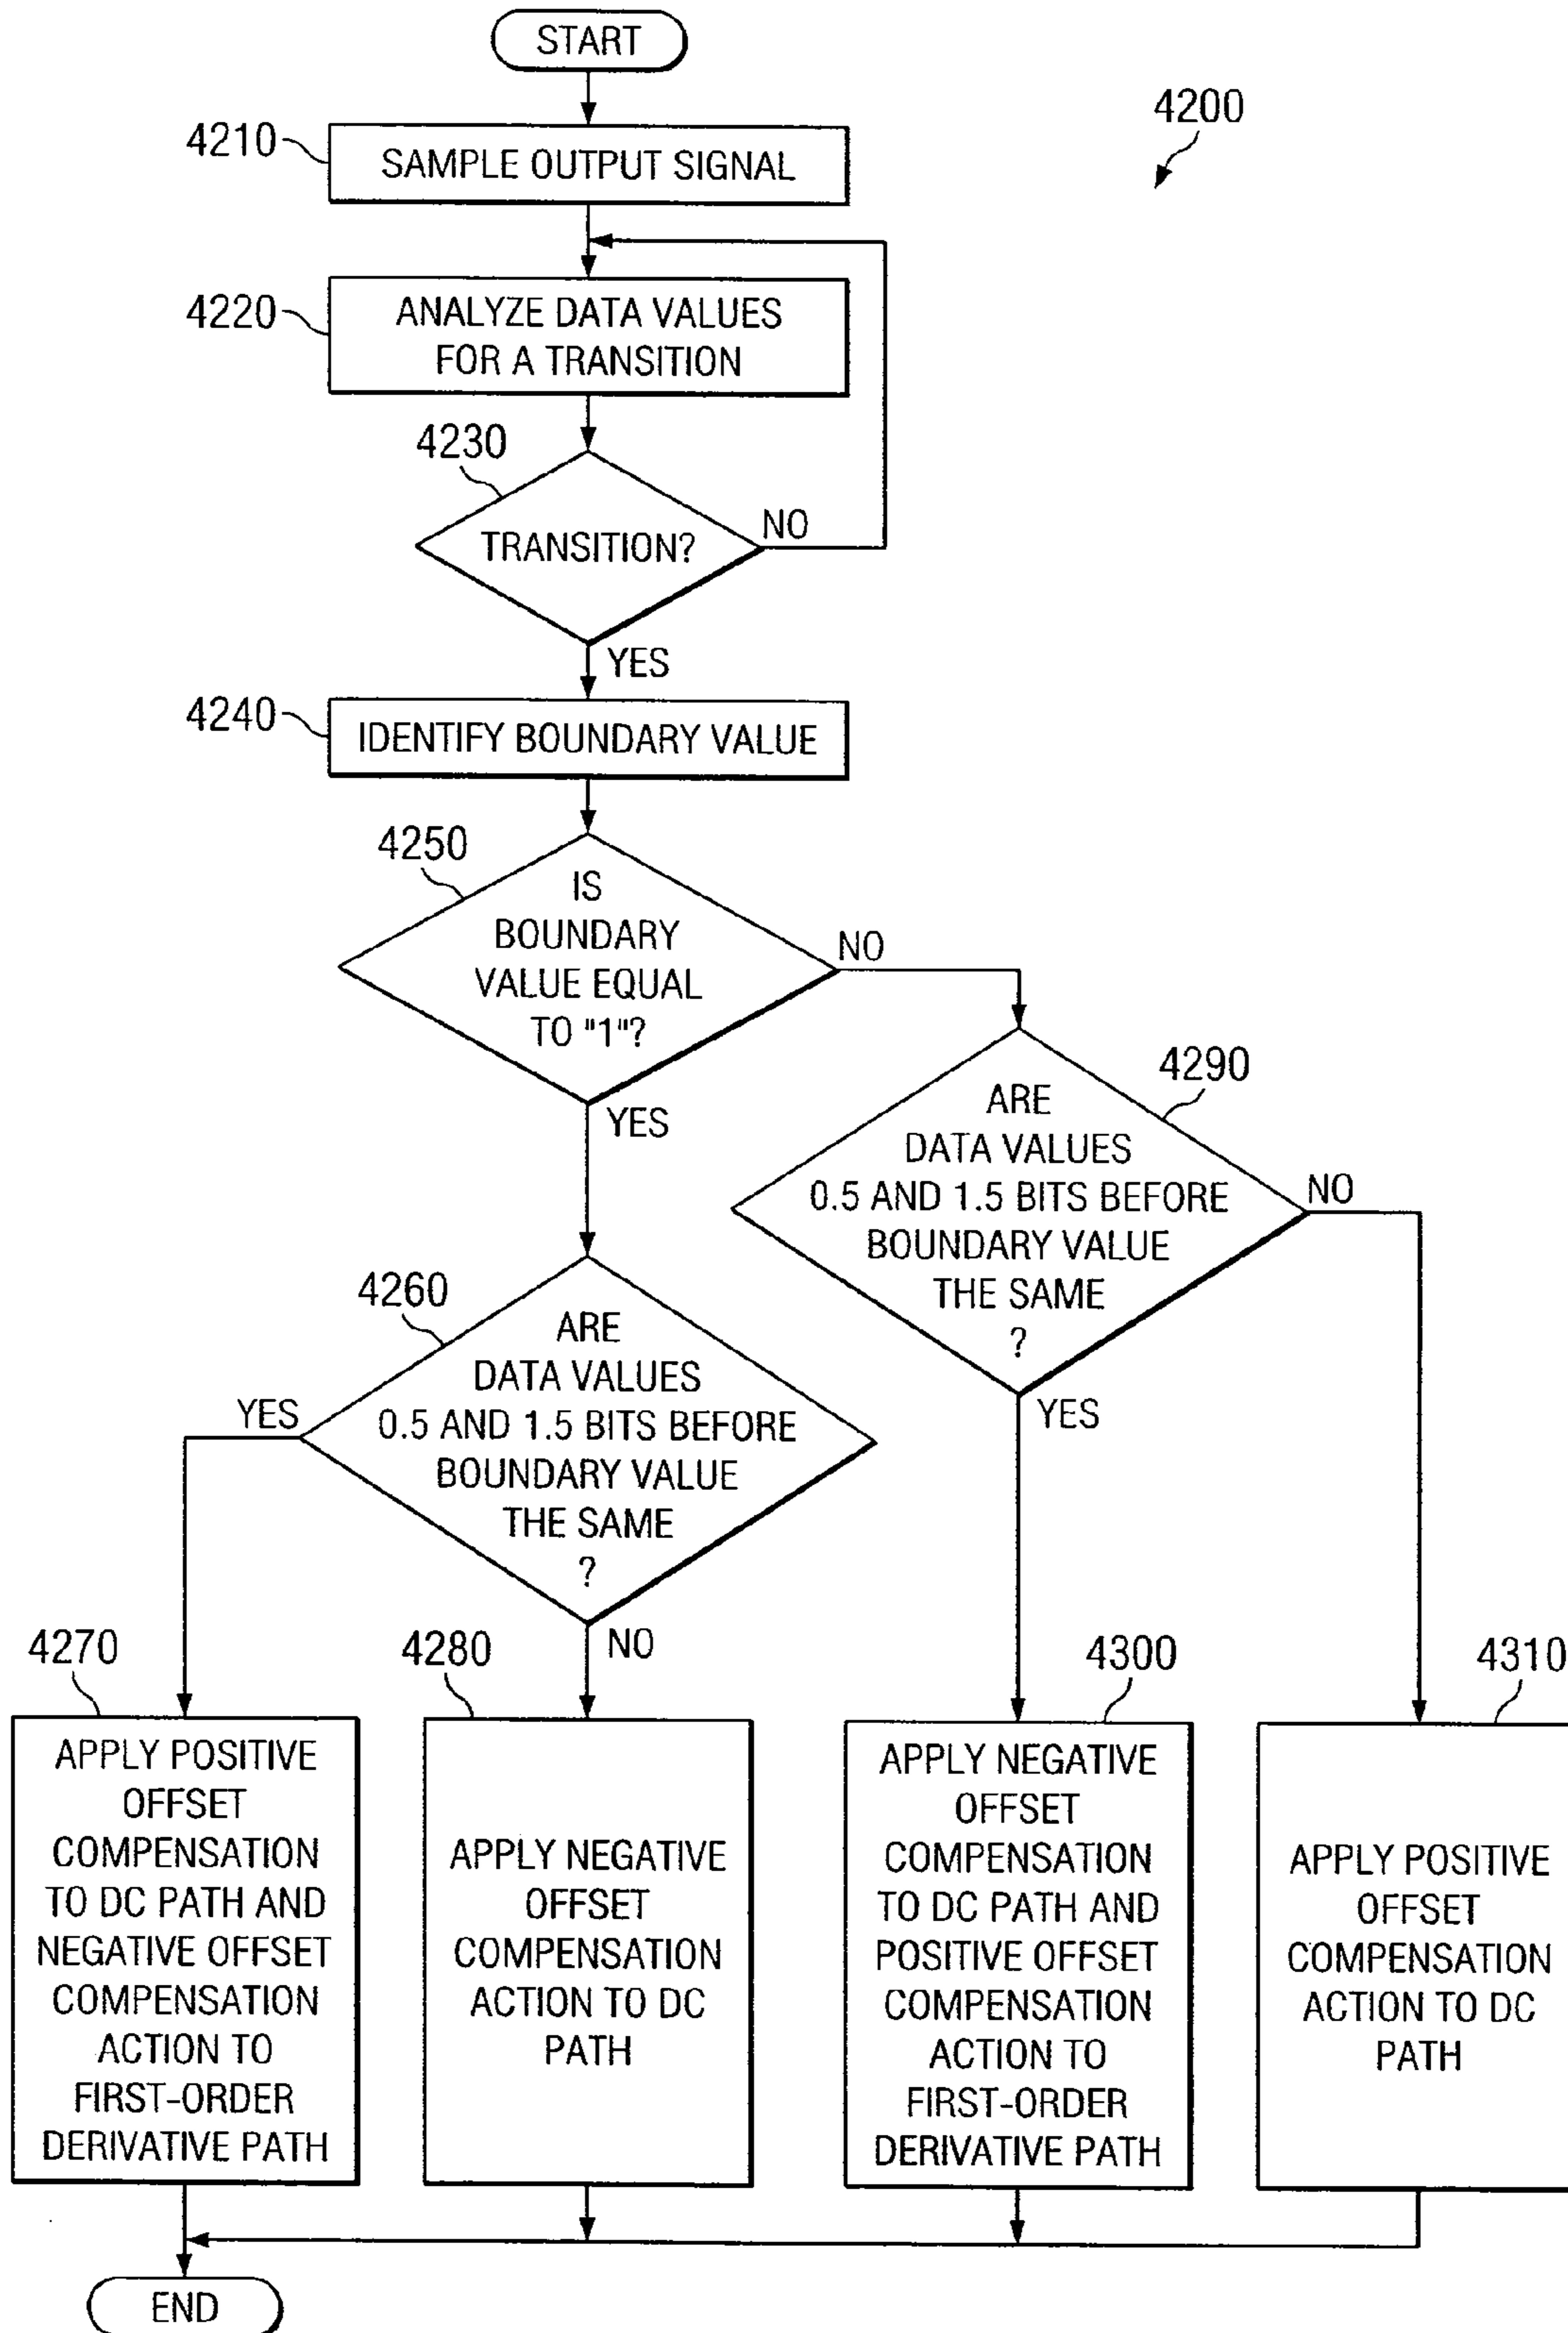 START
4200
4210
SAMPLE OUTPUT SIGNAL
4220
ANALYZE DATA VALUES
FOR A TRANSITION
4230
TRANSITION?
NO
YES
4240
IDENTIFY BOUNDARY VALUE
4250
IS
BOUNDARY
VALUE EQUAL
TO "1"?
NO
YES
4290
ARE
DATA VALUES
0.5 AND 1.5 BITS BEFORE
BOUNDARY VALUE
THE SAME
?
NO
YES
4260
ARE
DATA VALUES
0.5 AND 1.5 BITS BEFORE
BOUNDARY VALUE
THE SAME
?
YES
NO
4270
APPLY POSITIVE
OFFSET
COMPENSATION
TO DC PATH AND
NEGATIVE OFFSET
COMPENSATION
ACTION TO
FIRST-ORDER
DERIVATIVE PATH
4280
APPLY NEGATIVE
OFFSET
COMPENSATION
ACTION TO DC
PATH
4300
APPLY NEGATIVE
OFFSET
COMPENSATION
TO DC PATH AND
POSITIVE OFFSET
COMPENSATION
ACTION TO
FIRST-ORDER
DERIVATIVE PATH
4310
APPLY POSITIVE
OFFSET
COMPENSATION
ACTION TO DC
PATH
END